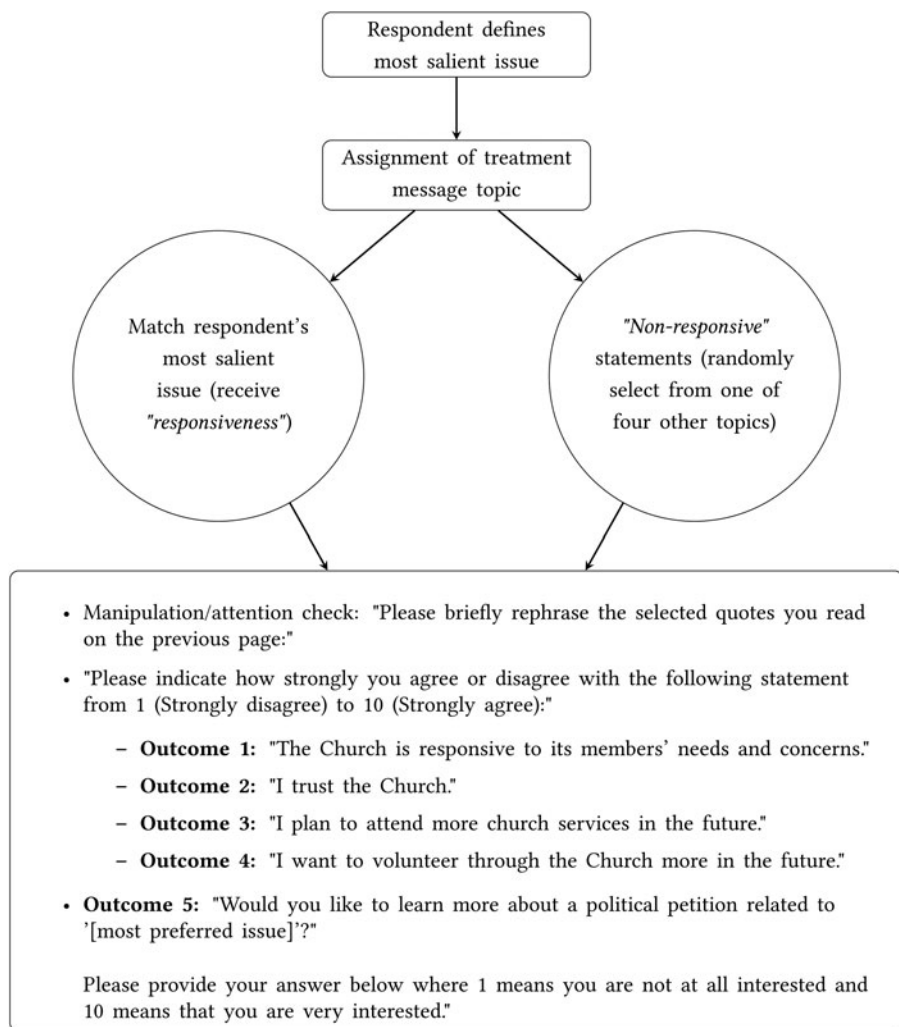 Respondent defines
most salient issue
Assignment of treatment
message topic
Match respondent's
most salient
issue (receive
"responsiveness")
"Non-responsive"
statements (randomly
select from one of
four other topics)
• Manipulation/attention check: "Please briefly rephrase the selected quotes you read
on the previous page:"
• "Please indicate how strongly you agree or disagree with the following statement
from 1 (Strongly disagree) to 10 (Strongly agree):"
– Outcome 1: "The Church is responsive to its members' needs and concerns."
– Outcome 2: "I trust the Church."
– Outcome 3: "I plan to attend more church services in the future."
– Outcome 4: "I want to volunteer through the Church more in the future."
• Outcome 5: "Would you like to learn more about a political petition related to
'[most preferred issue]'?"
Please provide your answer below where 1 means you are not at all interested and
10 means that you are very interested."